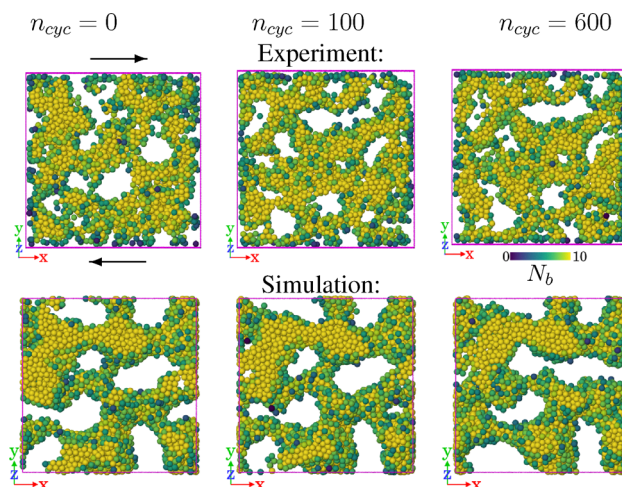 n_{cyc} = 0 n_{cyc} = 100 n_{cyc} = 600
Experiment:
y z x y z x y z x
0 10
N_b
Simulation:
y z x y z x y z x